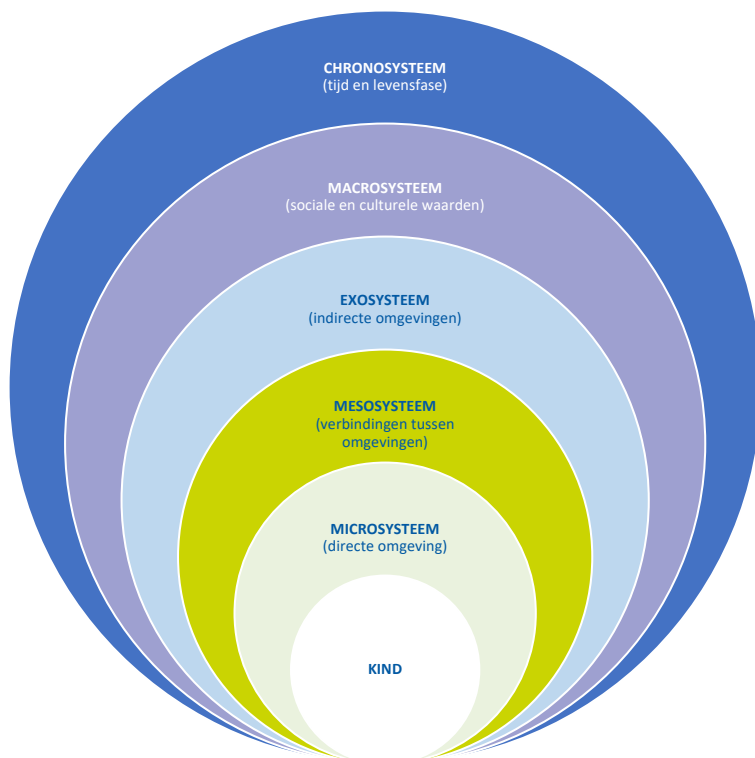 CHRONOSYSTEEM
(tijd en levensfase)
MACROSYSTEEM
(sociale en culturele waarden)
EXOSYSTEEM
(indirecte omgevingen)
MESOSYSTEEM
(verbindingen tussen
omgevingen)
MICROSYSTEEM
(directe omgeving)
KIND